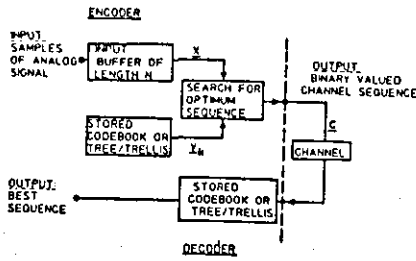 ENCODER
INPUT
SAMPLES
OF ANALOG
SIGNAL
INPUT
BUFFER OF
LENGTH N
X
SEARCH FOR
OPTIMUM
SEQUENCE
OUTPUT
BINARY VALUED
CHANNEL SEQUENCE
STORED
CODEBOOK OR
TREE/TRELLIS
C
CHANNEL
OUTPUT
BEST
SEQUENCE
STORED
CODEBOOK OR
TREE/TRELLIS
DECODER